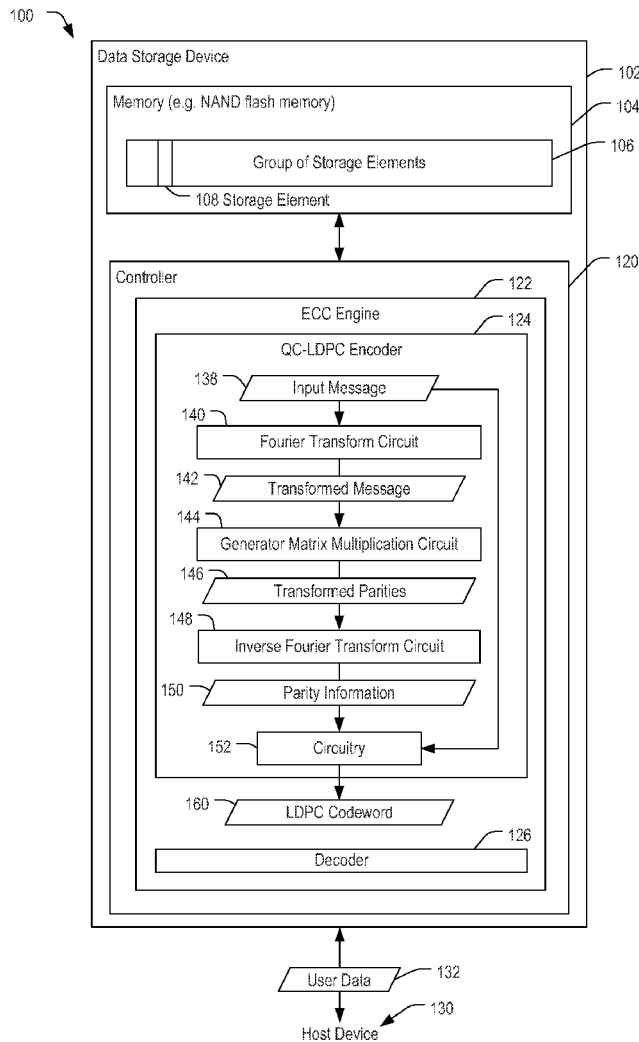 100
Data Storage Device
102
Memory (e.g. NAND flash memory)
104
106
Group of Storage Elements
108 Storage Element
120
Controller
122
ECC Engine
124
QC-LDPC Encoder
138
Input Message
140
Fourier Transform Circuit
142
Transformed Message
144
Generator Matrix Multiplication Circuit
146
Transformed Parities
148
Inverse Fourier Transform Circuit
150
Parity Information
152
Circuitry
160
LDPC Codeword
126
Decoder
User Data
132
130
Host Device